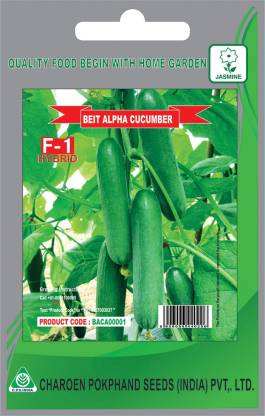 QUALITY FOOD BEGIN WITH HOME GARDEN
JASMINE
BEIT ALPHA CUCUMBER
F-1
HYBRID
PRODUCT CODE : BACA00001
CHAROEN POKPHAND SEEDS (INDIA) PVT,. LTD.